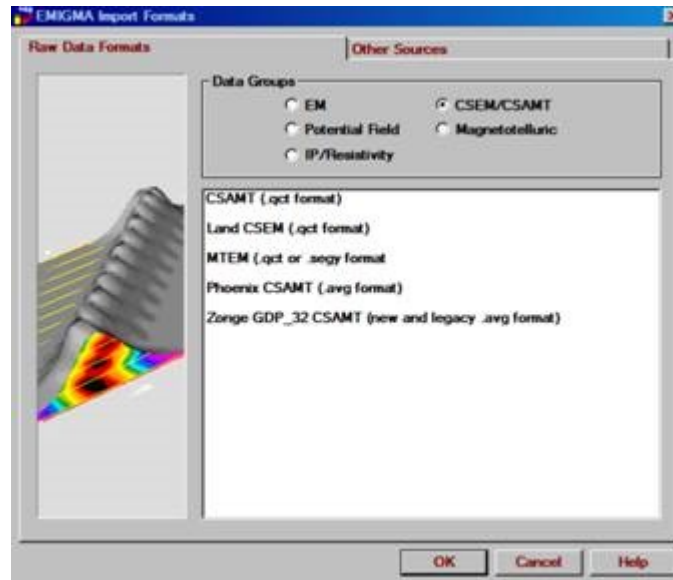 EMIGMA Import Formats
Raw Data Formats
Other Sources
Data Groups
EM
CSEM/CSAMT
Potential Field
Magnetotelluric
IP/Resistivity
CSAMT (.qct format)
Land CSEM (.qct format)
MTEM (.qct or .segy format
Phoenix CSAMT (.avg format)
Zonge GDP_32 CSAMT (new and legacy .avg format)
OK
Cancel
Help